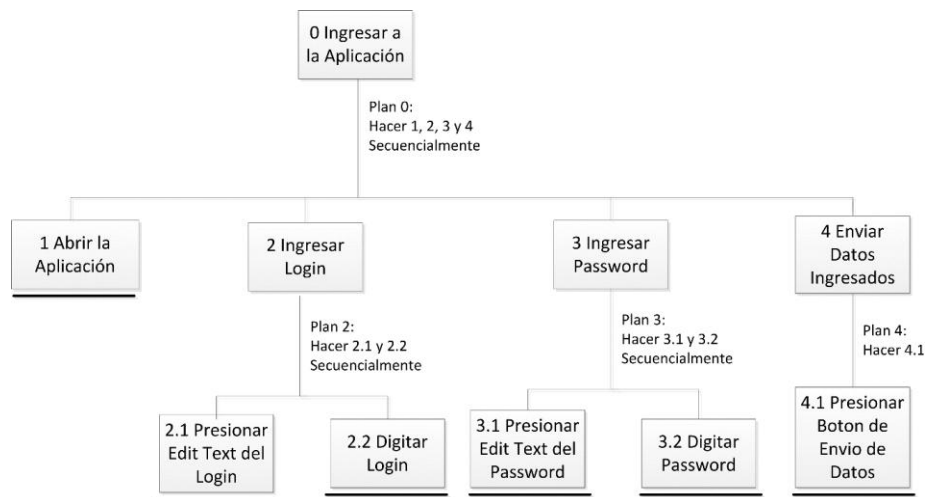 0 Ingresar a
la Aplicación
Plan 0:
Hacer 1, 2, 3 y 4
Secuencialmente
1 Abrir la
Aplicación
2 Ingresar
Login
3 Ingresar
Password
4 Enviar
Datos
Ingresados
Plan 2:
Hacer 2.1 y 2.2
Secuencialmente
Plan 3:
Hacer 3.1 y 3.2
Secuencialmente
Plan 4:
Hacer 4.1
2.1 Presionar
Edit Text del
Login
2.2 Digitar
Login
3.1 Presionar
Edit Text del
Password
3.2 Digitar
Password
4.1 Presionar
Boton de
Envio de
Datos